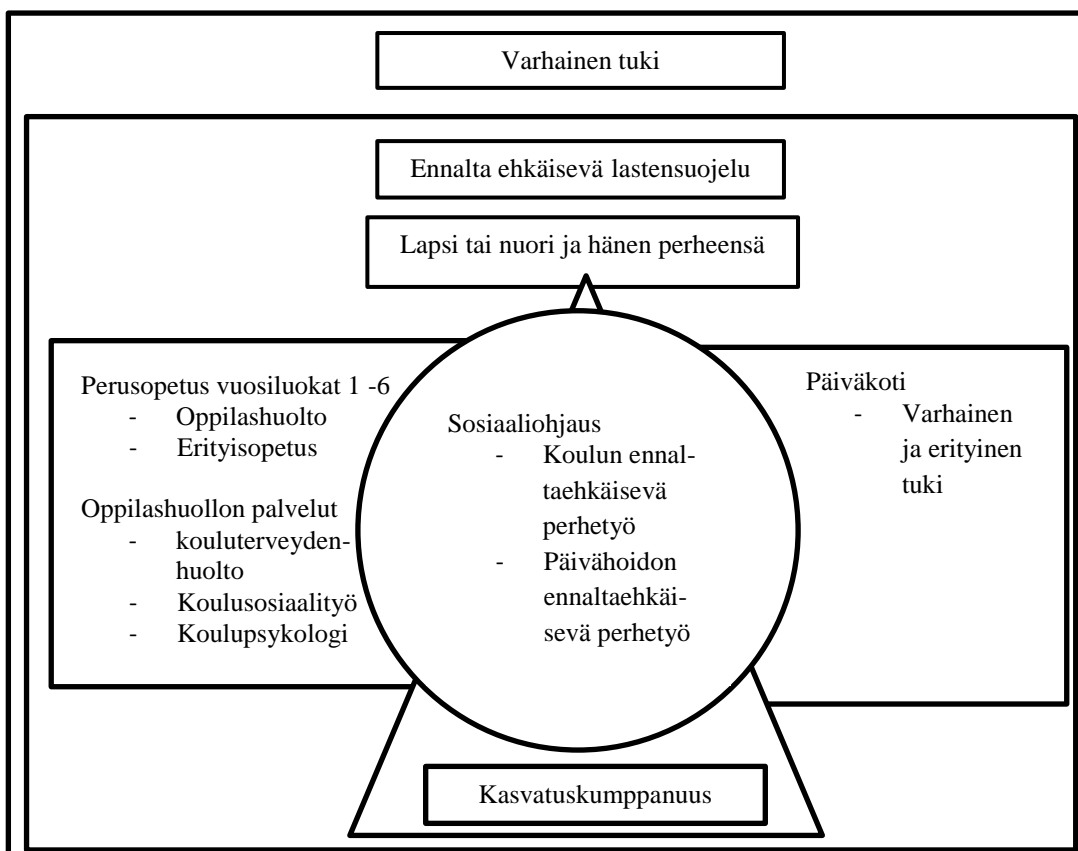 Varhainen tuki
Ennalta ehkäisevä lastensuojelu
Lapsi tai nuori ja hänen perheensä
Perusopetus vuosiluokat 1 -6
- Oppilashuolto
- Erityisopetus
Oppilashuollon palvelut
- kouluterveyden-
huolto
- Koulusosiaalityö
- Koulupsykologi
Sosiaaliohjaus
- Koulun ennal-
taehkäisevä
perhetyö
- Päivähoidon
ennaltaehkäi-
sevä perhetyö
Päiväkoti
- Varhainen
ja erityinen
tuki
Kasvatuskumppanuus